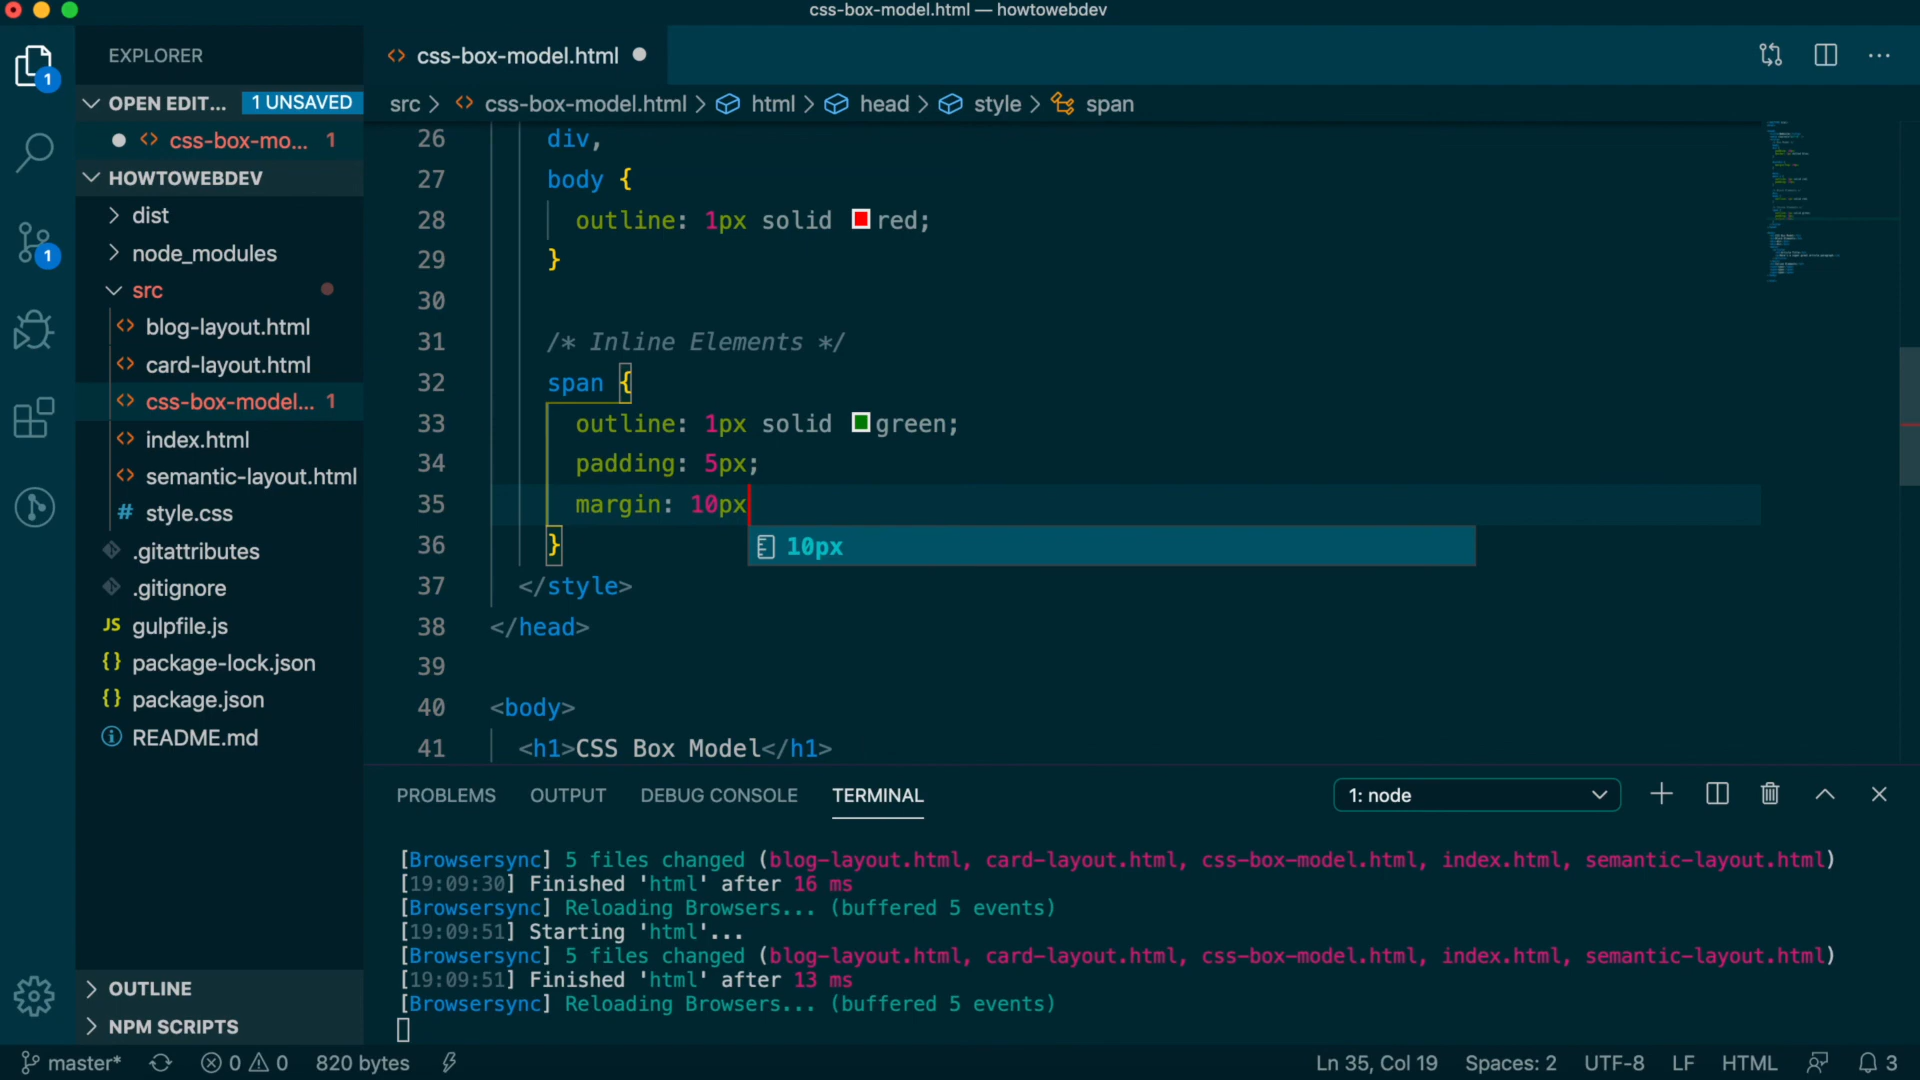 css-box-model.html — howtowebdev
EXPLORER
OPEN EDIT... 1 UNSAVED
css-box-mo... 1
HOWTOWEBDEV
dist
node_modules
src
blog-layout.html
card-layout.html
css-box-model... 1
index.html
semantic-layout.html
# style.css
.gitattributes
.gitignore
JS gulpfile.js
{} package-lock.json
{} package.json
README.md
OUTLINE
NPM SCRIPTS
1
1
css-box-model.html
src > css-box-model.html > html > head > style > span
26 div,
27 body {
28 outline: 1px solid red;
29 }
30
31 /* Inline Elements */
32 span {
33 outline: 1px solid green;
34 padding: 5px;
35 margin: 10px
10px
36 }
37 </style>
38 </head>
39
40 <body>
41 <h1>CSS Box Model</h1>
PROBLEMS OUTPUT DEBUG CONSOLE TERMINAL 1: node
[Browsersync] 5 files changed (blog-layout.html, card-layout.html, css-box-model.html, index.html, semantic-layout.html)
[19:09:30] Finished 'html' after 16 ms
[Browsersync] Reloading Browsers... (buffered 5 events)
[19:09:51] Starting 'html'...
[Browsersync] 5 files changed (blog-layout.html, card-layout.html, css-box-model.html, index.html, semantic-layout.html)
[19:09:51] Finished 'html' after 13 ms
[Browsersync] Reloading Browsers... (buffered 5 events)
master* 0 0 820 bytes Ln 35, Col 19 Spaces: 2 UTF-8 LF HTML 3